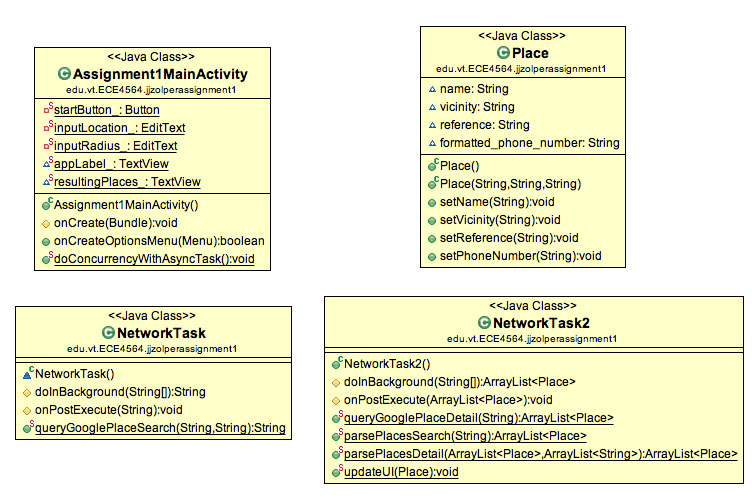 <<Java Class>>
Assignment1MainActivity
edu.vt.ECE4564.jjzolperassignment1
startButton_: Button
inputLocation_: EditText
inputRadius_: EditText
appLabel_: TextView
resultingPlaces_: TextView
Assignment1MainActivity()
onCreate(Bundle):void
onCreateOptionsMenu(Menu):boolean
doConcurrencyWithAsyncTask():void
<<Java Class>>
Place
edu.vt.ECE4564.jjzolperassignment1
name: String
vicinity: String
reference: String
formatted_phone_number: String
Place()
Place(String,String,String)
setName(String):void
setVicinity(String):void
setReference(String):void
setPhoneNumber(String):void
<<Java Class>>
NetworkTask
edu.vt.ECE4564.jjzolperassignment1
NetworkTask()
doInBackground(String[]):String
onPostExecute(String):void
queryGooglePlaceSearch(String,String):String
<<Java Class>>
NetworkTask2
edu.vt.ECE4564.jjzolperassignment1
NetworkTask2()
doInBackground(String[]):ArrayList<Place>
onPostExecute(ArrayList<Place>):void
queryGooglePlaceDetail(String):ArrayList<Place>
parsePlacesSearch(String):ArrayList<Place>
parsePlacesDetail(ArrayList<Place>,ArrayList<String>):ArrayList<Place>
updateUI(Place):void